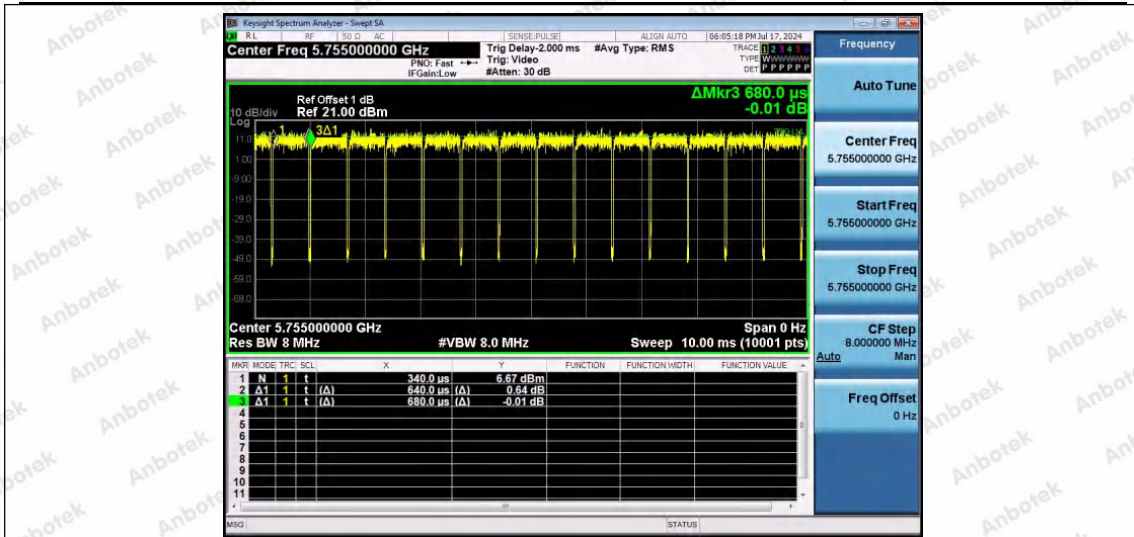 Keysight Spectrum Analyzer - Swept SA
RL RF 50 Ω AC SENSE:PULSE ALIGN AUTO 06:05:18 PM Jul 17, 2024
Center Freq 5.755000000 GHz
PNO: Fast
IFGain:Low
Trig Delay-2.000 ms
Trig: Video
#Atten: 30 dB
#Avg Type: RMS
TRACE 1 2 3 4 5 6
TYPE WWWWWW
DET P P P P P P
Frequency
ΔMkr3 680.0 µs
-0.01 dB
Ref Offset 1 dB
10 dB/div Ref 21.00 dBm
Log
1 3Δ1
11.0
1.00
-9.00
-19.0
-29.0
-39.0
-49.0
-59.0
-69.0
Center 5.755000000 GHz Span 0 Hz
Res BW 8 MHz #VBW 8.0 MHz Sweep 10.00 ms (10001 pts)
MKR MODE TRC SCL X Y FUNCTION FUNCTION WIDTH FUNCTION VALUE
1 N 1 t 340.0 µs 6.67 dBm
2 Δ1 1 t (Δ) 640.0 µs (Δ) 0.64 dB
3 Δ1 1 t (Δ) 680.0 µs (Δ) -0.01 dB
4
5
6
7
8
9
10
11
MSG STATUS
Auto Tune
Center Freq
5.755000000 GHz
Start Freq
5.755000000 GHz
Stop Freq
5.755000000 GHz
CF Step
8.000000 MHz
Auto Man
Freq Offset
0 Hz
Anbotek